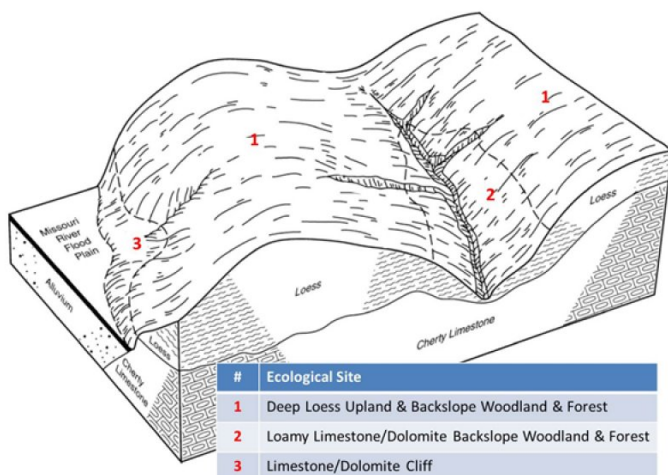 1
1
2
Loess
3
Missouri
River
Flood
Plain
Alluvium
Loess
Cherty Limestone
Loess
Cherty
Limestone
# Ecological Site
1 Deep Loess Upland & Backslope Woodland & Forest
2 Loamy Limestone/Dolomite Backslope Woodland & Forest
3 Limestone/Dolomite Cliff